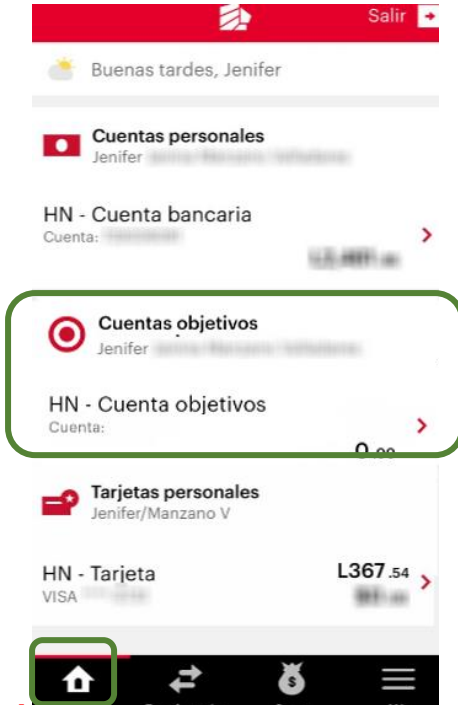 Salir
Buenas tardes, Jenifer
Cuentas personales
Jenifer
HN - Cuenta bancaria
Cuenta:
Cuentas objetivos
Jenifer
HN - Cuenta objetivos
Cuenta:
Tarjetas personales
Jenifer/Manzano V
HN - Tarjeta
L367.54
VISA